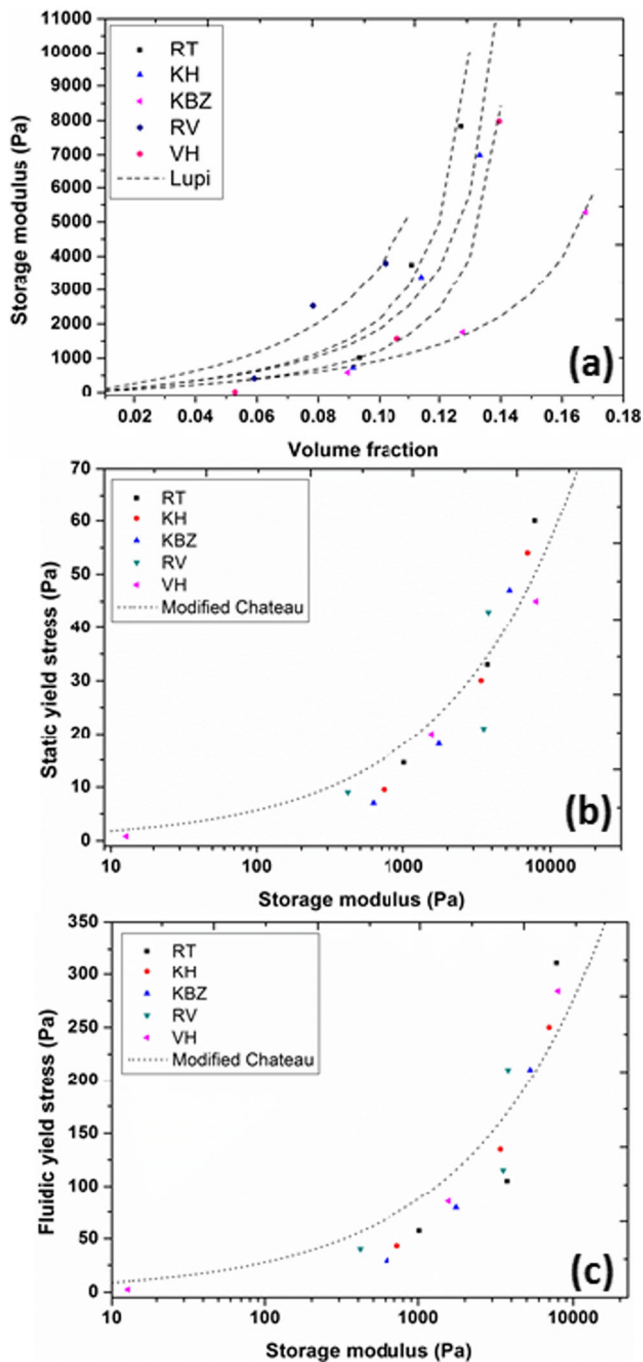 11000
10000
9000
8000
7000
6000
5000
4000
3000
2000
1000
0
Storage modulus (Pa)
RT
KH
KBZ
RV
VH
Lupi
(a)
0.02 0.04 0.06 0.08 0.10 0.12 0.14 0.16 0.18
Volume fraction
70
60
50
40
30
20
10
0
Static yield stress (Pa)
RT
KH
KBZ
RV
VH
Modified Chateau
(b)
10 100 1000 10000
Storage modulus (Pa)
350
300
250
200
150
100
50
0
Fluidic yield stress (Pa)
RT
KH
KBZ
RV
VH
Modified Chateau
(c)
10 100 1000 10000
Storage modulus (Pa)